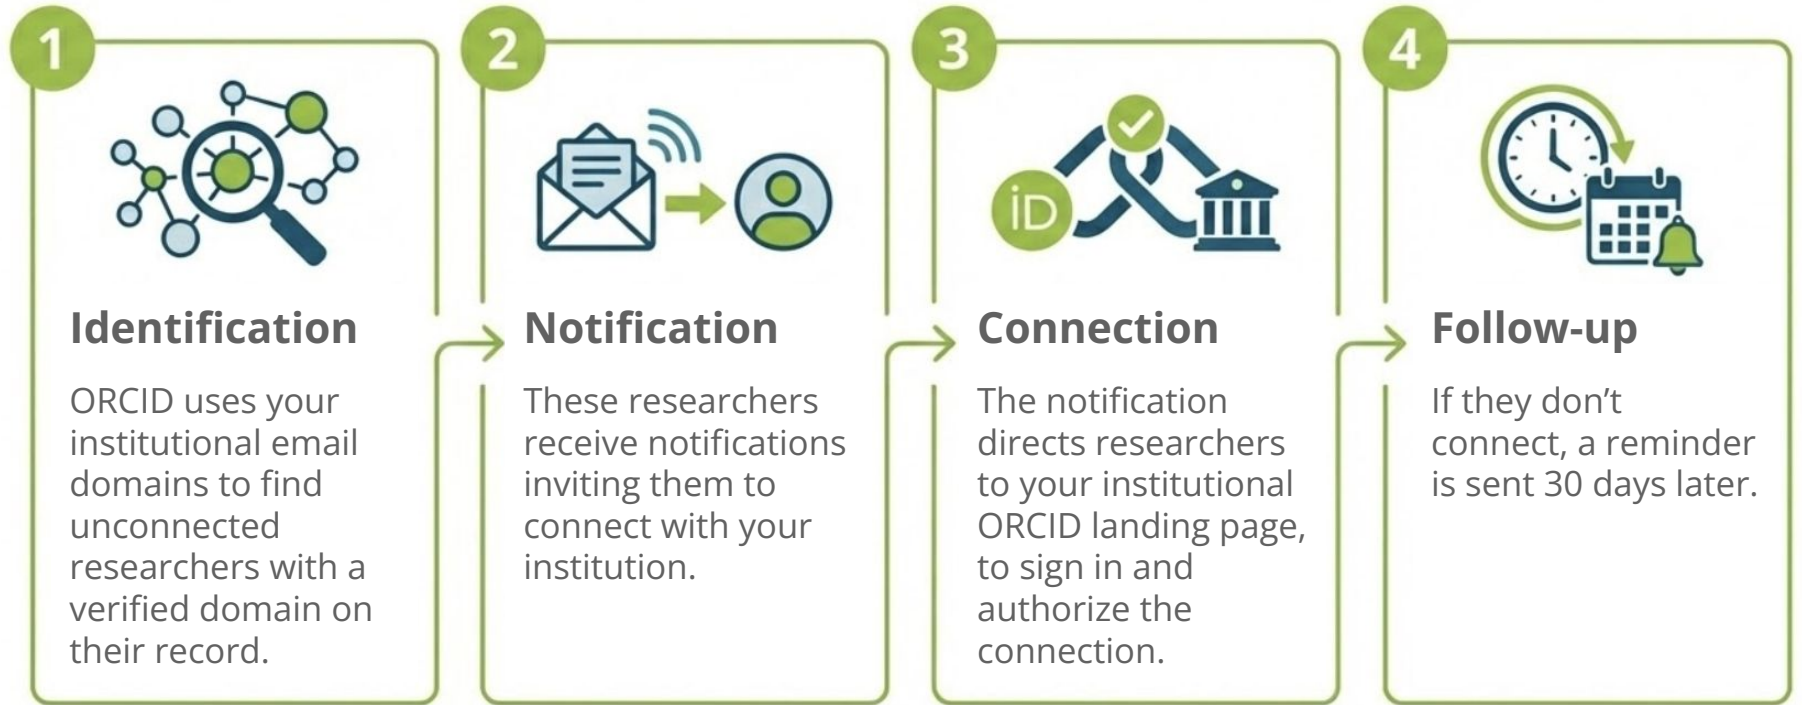 1
Identification
ORCID uses your
institutional email
domains to find
unconnected
researchers with a
verified domain on
their record.
2
Notification
These researchers
receive notifications
inviting them to
connect with your
institution.
3
iD
Connection
The notification
directs researchers
to your institutional
ORCID landing page,
to sign in and
authorize the
connection.
4
Follow-up
If they don’t
connect, a reminder
is sent 30 days later.